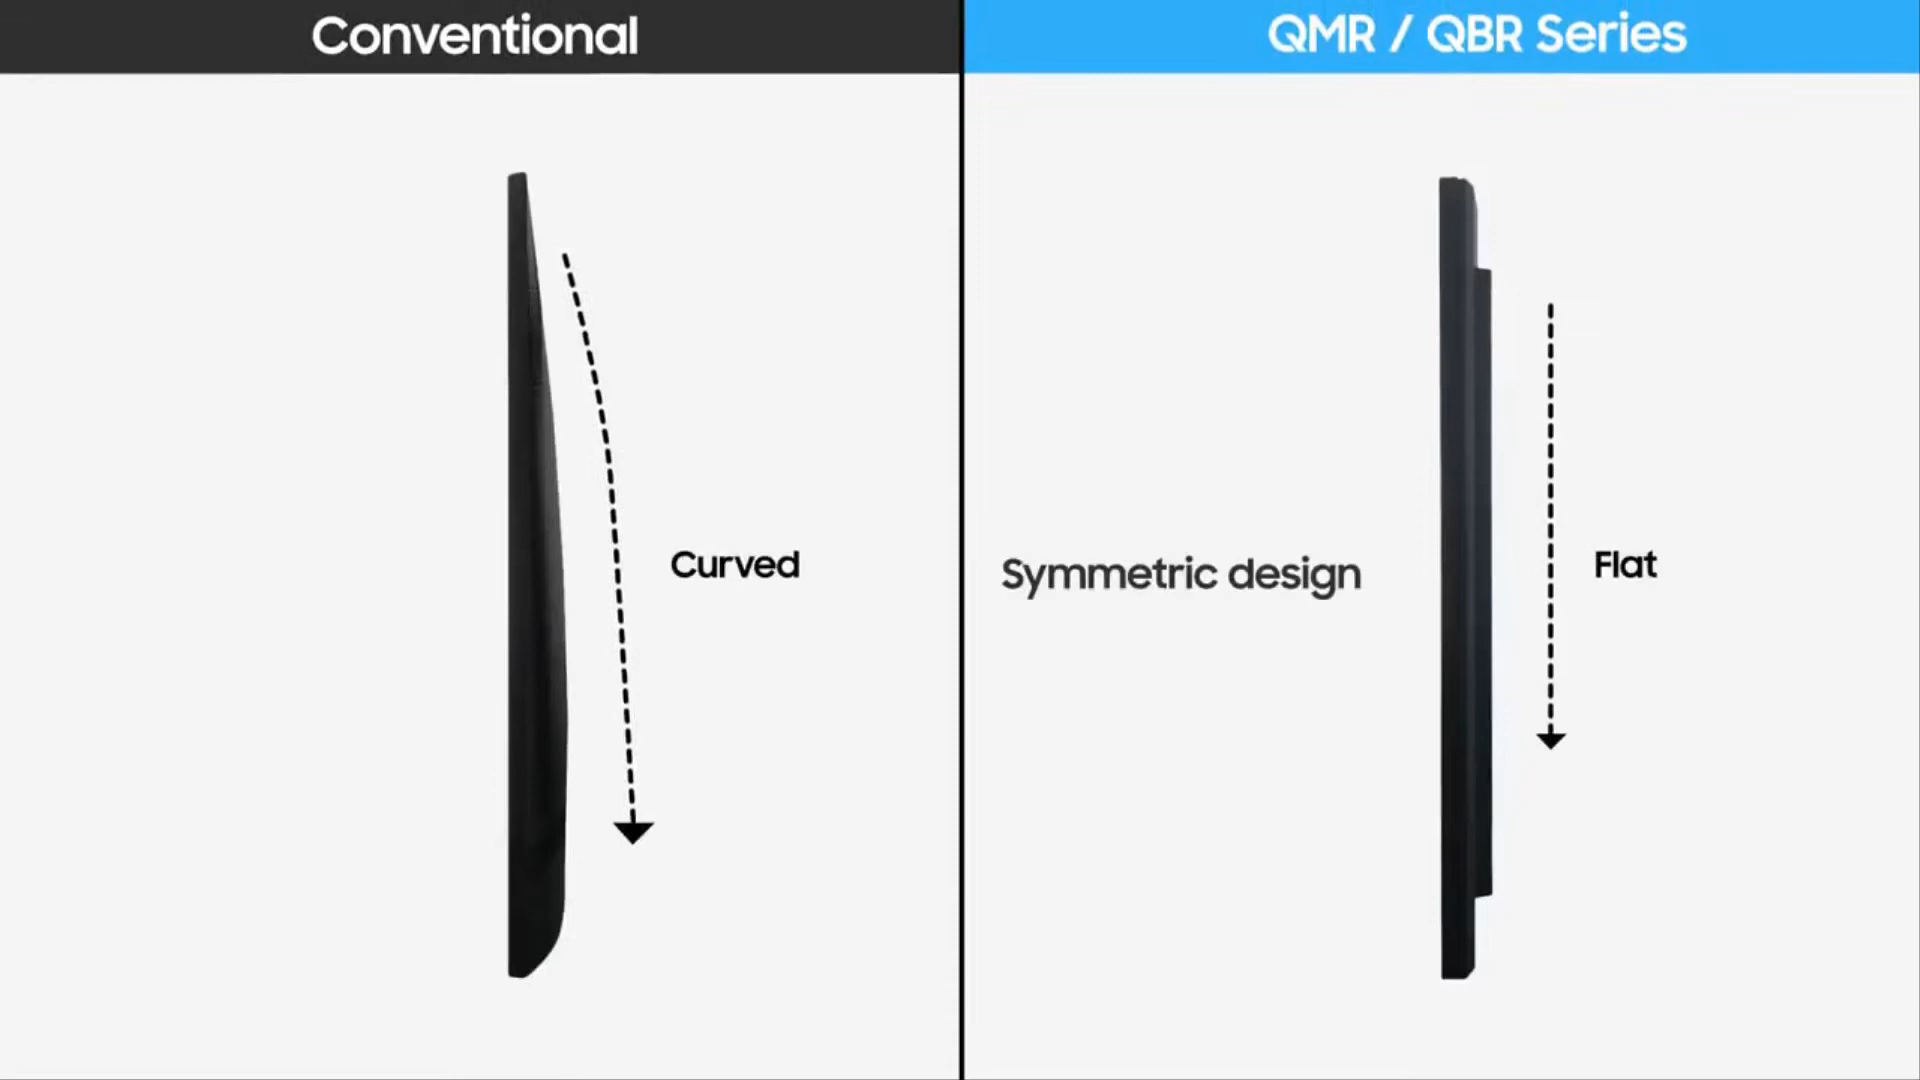 Conventional
QMR / QBR Series
Curved
Symmetric design
Flat